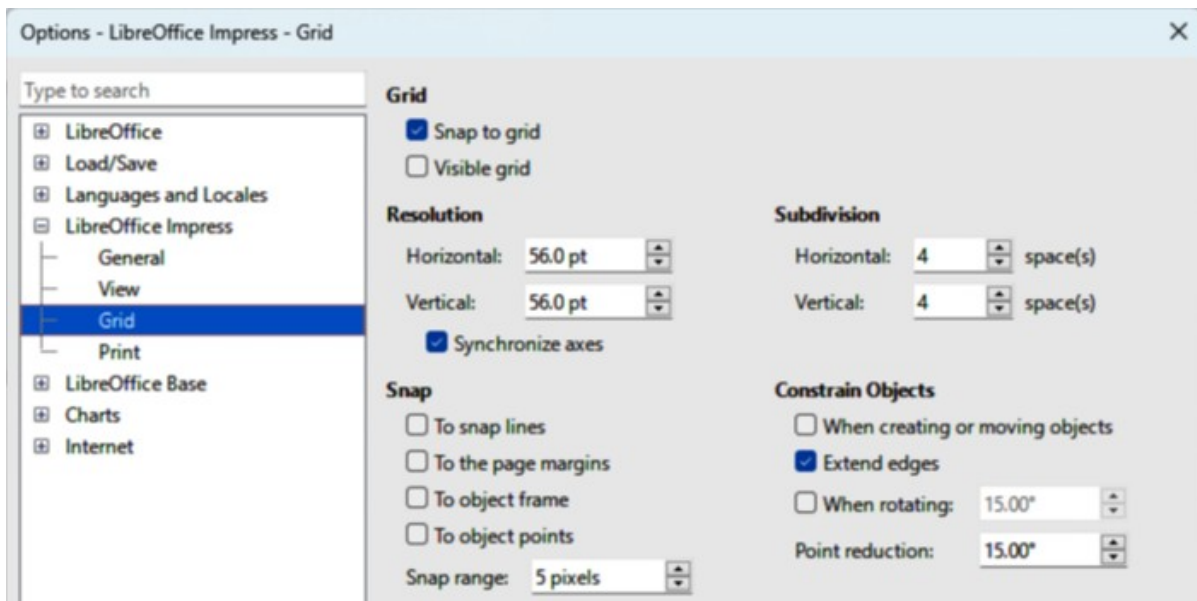 Options - LibreOffice Impress - Grid
Type to search
LibreOffice
Load/Save
Languages and Locales
LibreOffice Impress
General
View
Grid
Print
LibreOffice Base
Charts
Internet
Grid
Snap to grid
Visible grid
Resolution
Horizontal: 56.0 pt
Vertical: 56.0 pt
Synchronize axes
Subdivision
Horizontal: 4 space(s)
Vertical: 4 space(s)
Snap
To snap lines
To the page margins
To object frame
To object points
Snap range: 5 pixels
Constrain Objects
When creating or moving objects
Extend edges
When rotating: 15.00°
Point reduction: 15.00°